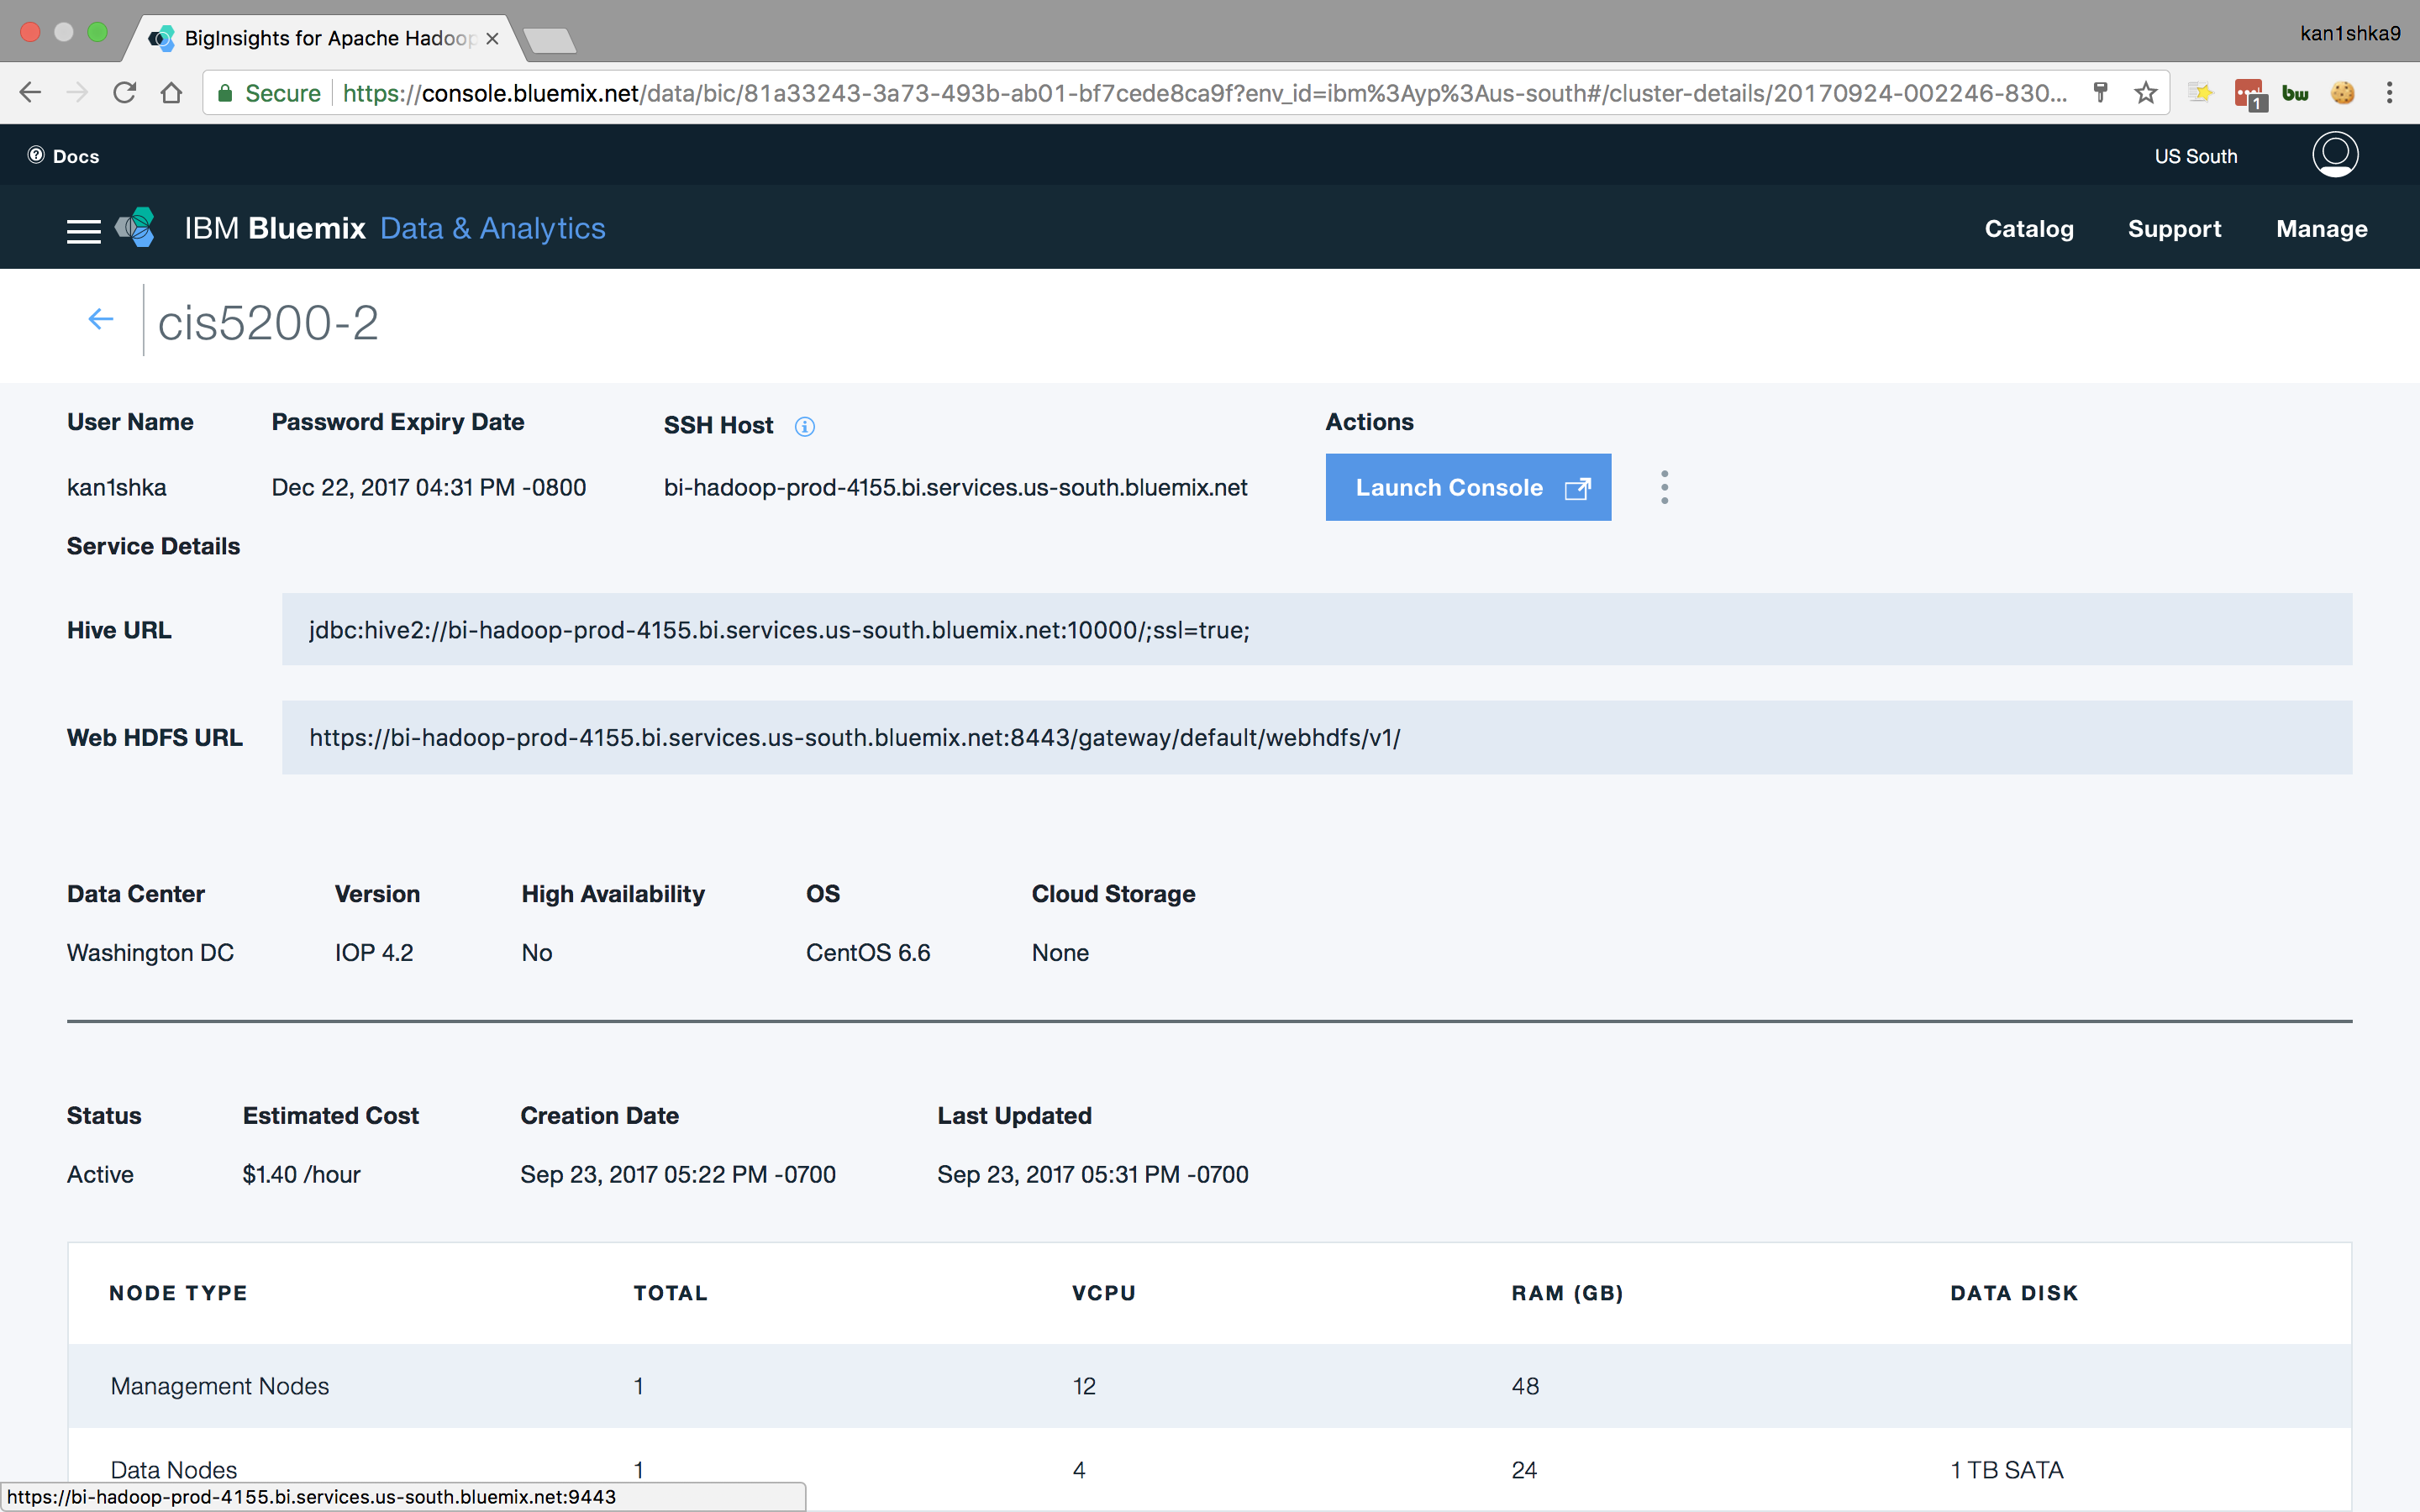 BigInsights for Apache Hadoop
kan1shka9
Secure https://console.bluemix.net/data/bic/81a33243-3a73-493b-ab01-bf7cede8ca9f?env_id=ibm%3Ayp%3Aus-south#/cluster-details/20170924-002246-830...
1
bw
Docs
US South
IBM Bluemix Data & Analytics
Catalog Support Manage
cis5200-2
User Name Password Expiry Date SSH Host Actions
kan1shka Dec 22, 2017 04:31 PM -0800 bi-hadoop-prod-4155.bi.services.us-south.bluemix.net Launch Console
Service Details
Hive URL jdbc:hive2://bi-hadoop-prod-4155.bi.services.us-south.bluemix.net:10000/;ssl=true;
Web HDFS URL https://bi-hadoop-prod-4155.bi.services.us-south.bluemix.net:8443/gateway/default/webhdfs/v1/
Data Center Version High Availability OS Cloud Storage
Washington DC IOP 4.2 No CentOS 6.6 None
Status Estimated Cost Creation Date Last Updated
Active $1.40 /hour Sep 23, 2017 05:22 PM -0700 Sep 23, 2017 05:31 PM -0700
NODE TYPE TOTAL VCPU RAM (GB) DATA DISK
Management Nodes 1 12 48
Data Nodes 1 4 24 1 TB SATA
https://bi-hadoop-prod-4155.bi.services.us-south.bluemix.net:9443